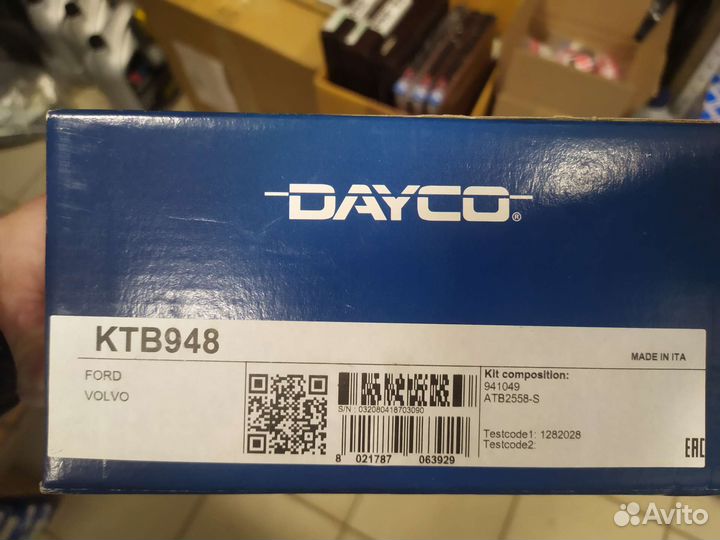 DAYCO®
KTB948
MADE IN ITA
FORD
VOLVO
Kit composition:
941049
ATB2558-S
S/N : 032080418703090
Testcode1: 1282028
Testcode2:
EAC
8 021787 063929
Avito